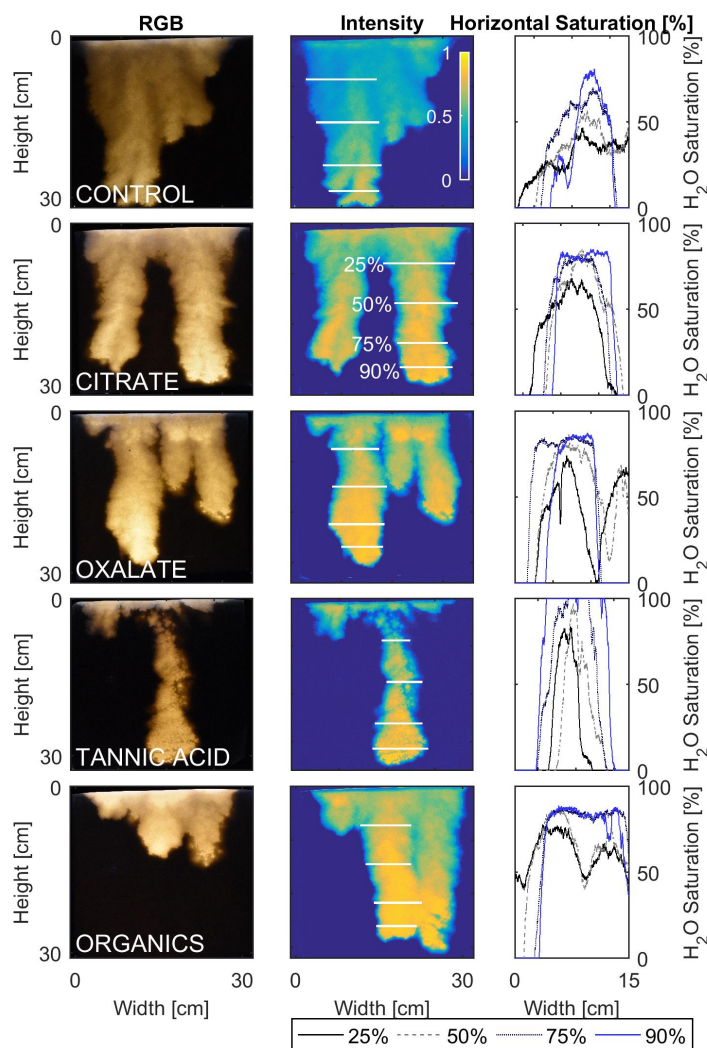 RGB Intensity Horizontal Saturation [%]
0 1 100
Height [cm] 0.5 50 H2O Saturation [%]
30 CONTROL 0 0
0 100
Height [cm] 25% H2O Saturation [%]
50% 50
75%
30 CITRATE 90% 0
0 100
Height [cm] 50 H2O Saturation [%]
30 OXALATE 0
0 100
Height [cm] 50 H2O Saturation [%]
30 TANNIC ACID 0
0 100
Height [cm] 50 H2O Saturation [%]
30 ORGANICS 0
0 30 0 30 0 15
Width [cm] Width [cm] Width [cm]
25% 50% 75% 90%